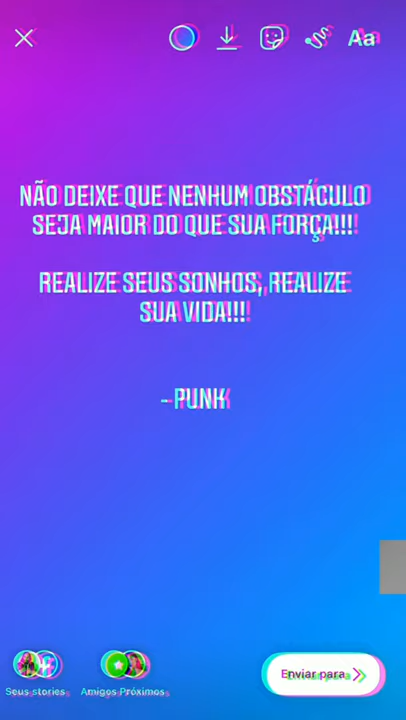 Aa
NÃO DEIXE QUE NENHUM OBSTÁCULO
SEJA MAIOR DO QUE SUA FORÇA!!!
REALIZE SEUS SONHOS, REALIZE
SUA VIDA!!!
- PUNK
Seus stories
Amigos Próximos
Enviar para